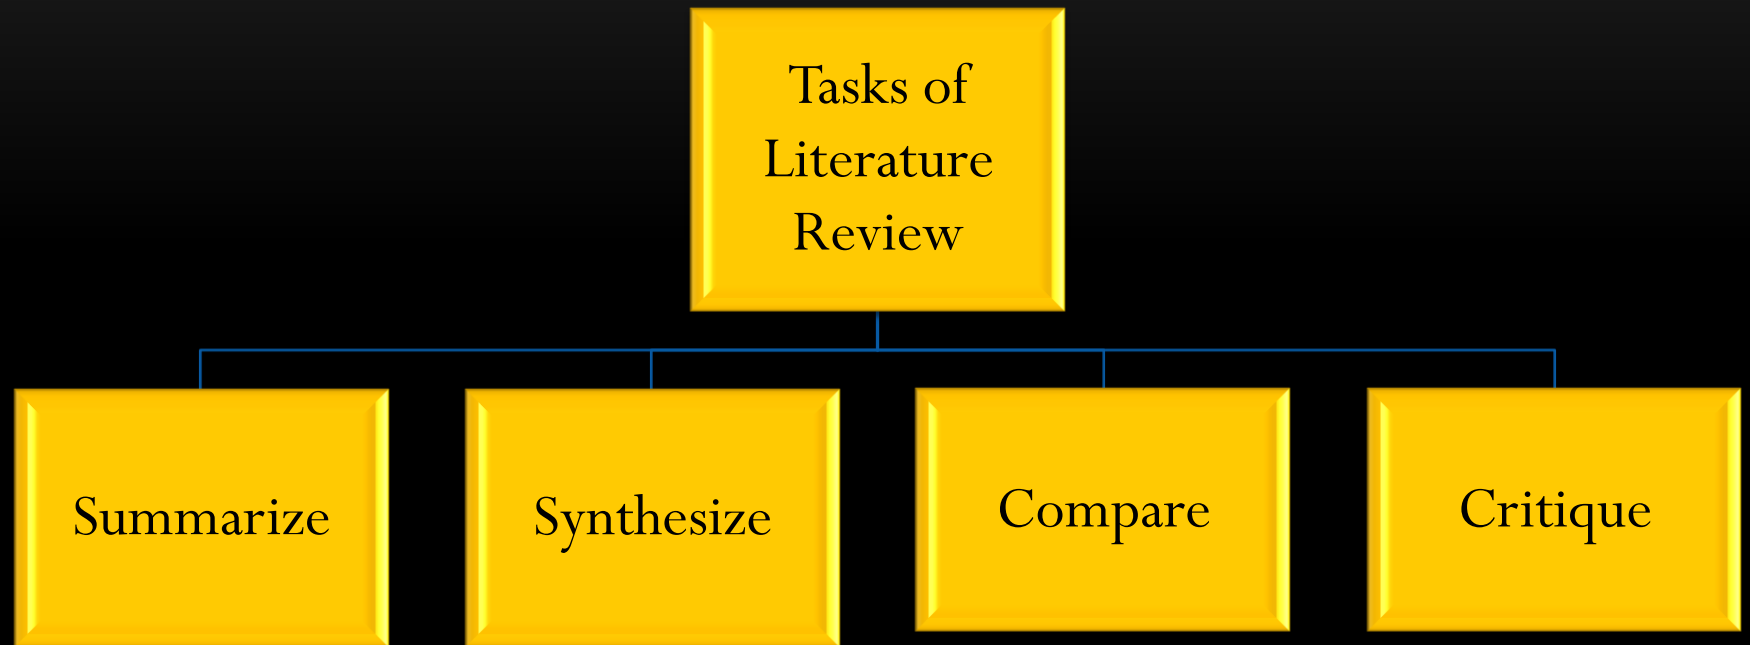 Tasks of
Literature
Review
Summarize
Synthesize
Compare
Critique